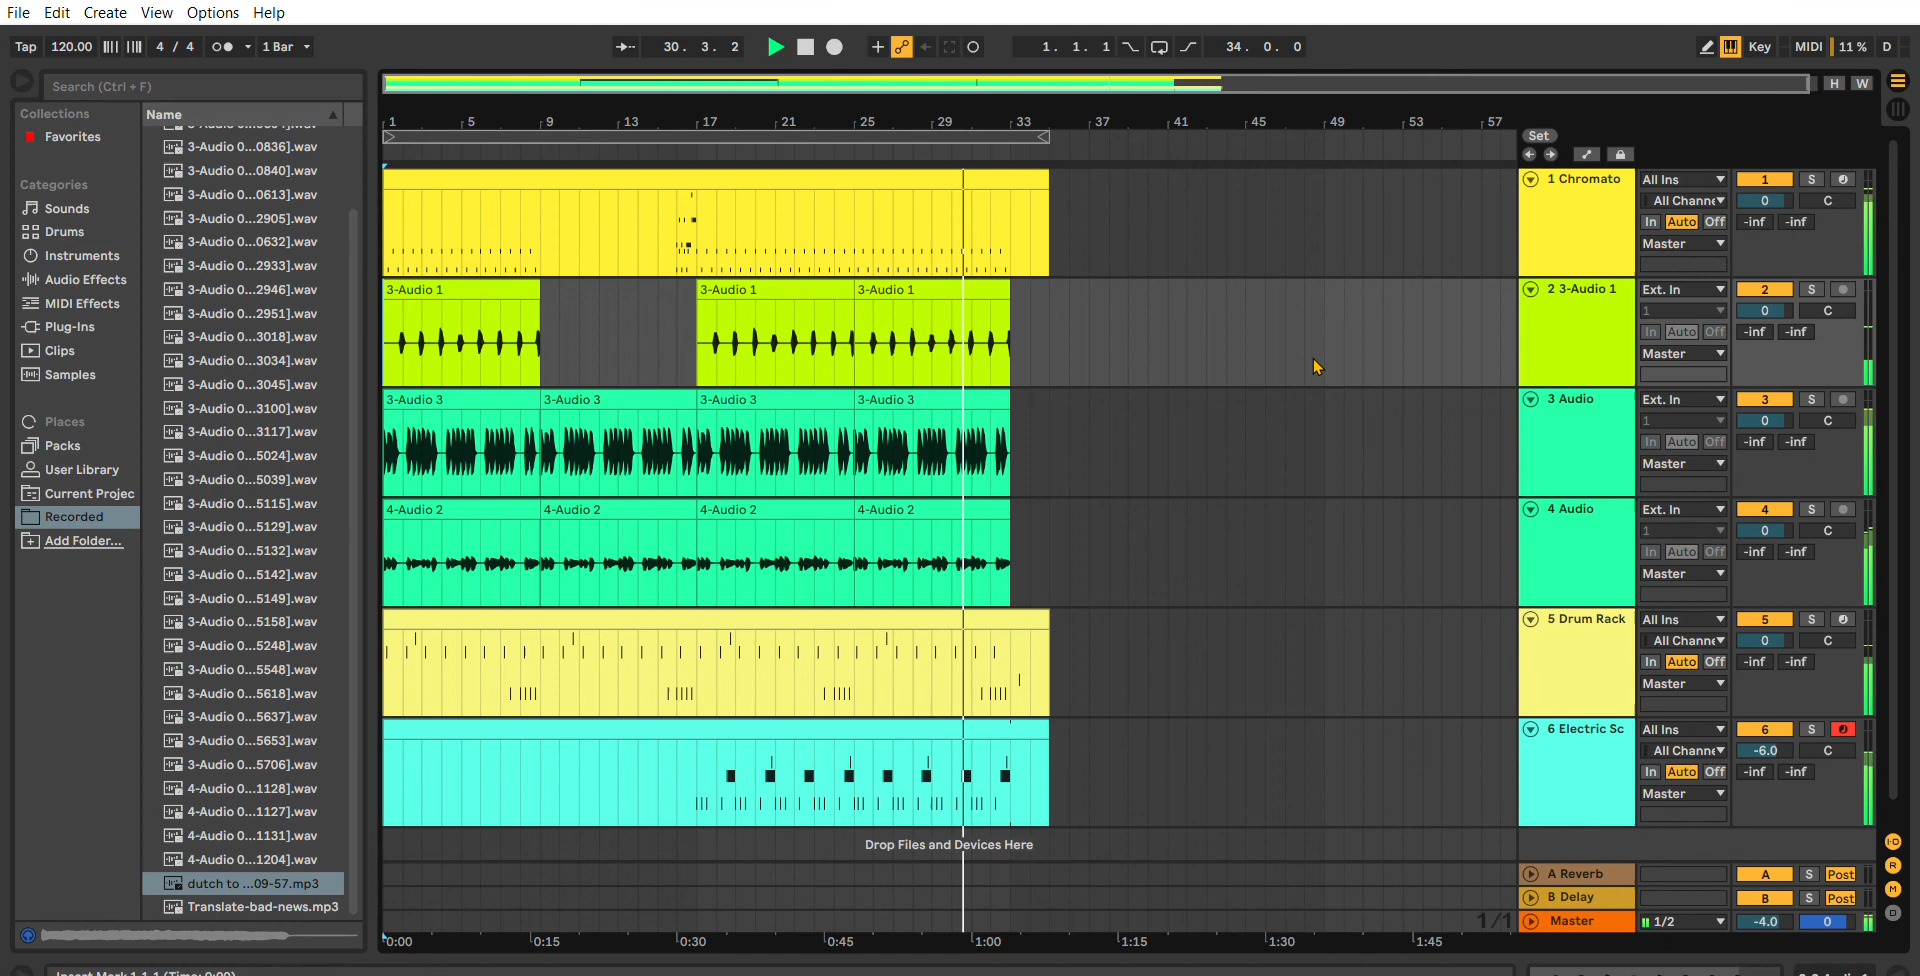 File Edit Create View Options Help
Tap 120.00 4 / 4 1 Bar 30. 3. 2 1. 1. 1 34. 0. 0 Key MIDI 11 % D
Search (Ctrl + F)
H W
Collections
Favorites
Categories
Sounds
Drums
Instruments
Audio Effects
MIDI Effects
Plug-Ins
Clips
Samples
Places
Packs
User Library
Current Projec
Recorded
Add Folder...
Name
3-Audio 0...0836].wav
3-Audio 0...0840].wav
3-Audio 0...0613].wav
3-Audio 0...2905].wav
3-Audio 0...0632].wav
3-Audio 0...2933].wav
3-Audio 0...2946].wav
3-Audio 0...2951].wav
3-Audio 0...3018].wav
3-Audio 0...3034].wav
3-Audio 0...3045].wav
3-Audio 0...3100].wav
3-Audio 0...3117].wav
3-Audio 0...5024].wav
3-Audio 0...5039].wav
3-Audio 0...5115].wav
3-Audio 0...5129].wav
3-Audio 0...5132].wav
3-Audio 0...5142].wav
3-Audio 0...5149].wav
3-Audio 0...5158].wav
3-Audio 0...5248].wav
3-Audio 0...5548].wav
3-Audio 0...5618].wav
3-Audio 0...5637].wav
3-Audio 0...5653].wav
3-Audio 0...5706].wav
4-Audio 0...1128].wav
4-Audio 0...1127].wav
4-Audio 0...1131].wav
4-Audio 0...1204].wav
dutch to ...09-57.mp3
Translate-bad-news.mp3
1 5 9 13 17 21 25 29 33 37 41 45 49 53 57
Set
1 Chromato All Ins 1 S
All Channe 0 C
In Auto Off -inf -inf
Master
3-Audio 1 3-Audio 1 3-Audio 1 2 3-Audio 1 Ext. In 2 S
1 0 C
In Auto Off -inf -inf
Master
3-Audio 3 3-Audio 3 3-Audio 3 3-Audio 3 3 Audio Ext. In 3 S
1 0 C
In Auto Off -inf -inf
Master
4-Audio 2 4-Audio 2 4-Audio 2 4-Audio 2 4 Audio Ext. In 4 S
1 0 C
In Auto Off -inf -inf
Master
5 Drum Rack All Ins 5 S
All Channe 0 C
In Auto Off -inf -inf
Master
6 Electric Sc All Ins 6 S
All Channe -6.0 C
In Auto Off -inf -inf
Master
Drop Files and Devices Here
A Reverb A S Post
B Delay B S Post
1/1 Master 1/2 -4.0 0
I·O
R
M
D
0:00 0:15 0:30 0:45 1:00 1:15 1:30 1:45